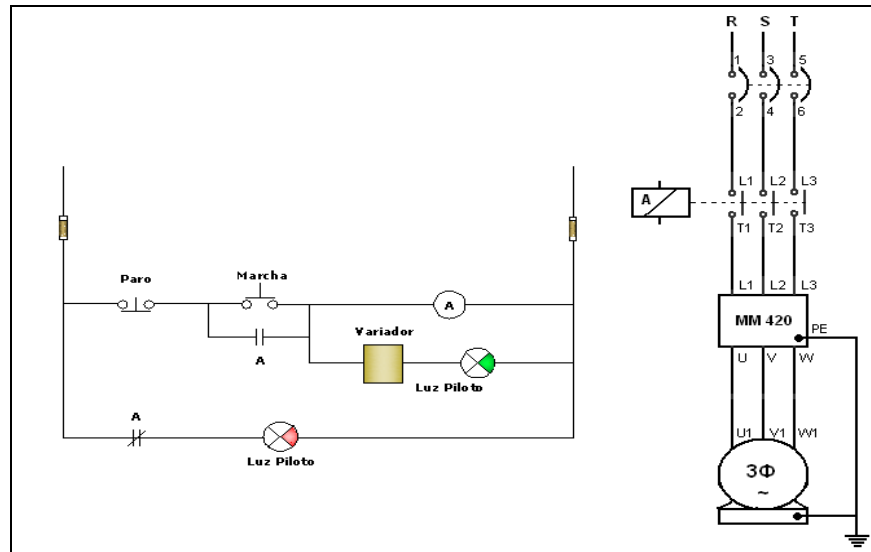 Paro
Marcha
A
A
Variador
Luz Piloto
A
Luz Piloto
R S T
1 3 5
2 4 6
A
L1 L2 L3
T1 T2 T3
L1 L2 L3
MM 420
PE
U V W
U1 V1 W1
3Φ
~